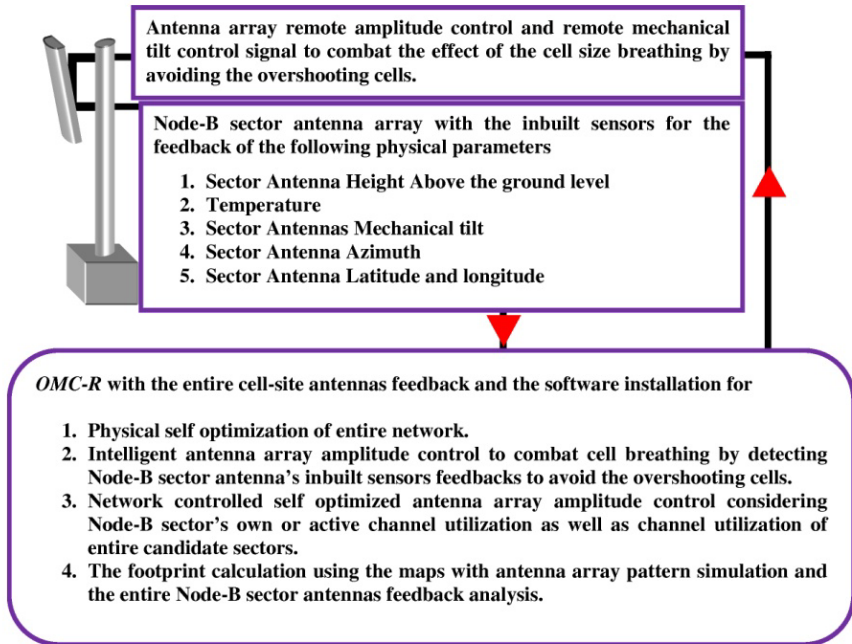 Antenna array remote amplitude control and remote mechanical
tilt control signal to combat the effect of the cell size breathing by
avoiding the overshooting cells.
Node-B sector antenna array with the inbuilt sensors for the
feedback of the following physical parameters
1. Sector Antenna Height Above the ground level
2. Temperature
3. Sector Antennas Mechanical tilt
4. Sector Antenna Azimuth
5. Sector Antenna Latitude and longitude
OMC-R with the entire cell-site antennas feedback and the software installation for
1. Physical self optimization of entire network.
2. Intelligent antenna array amplitude control to combat cell breathing by detecting
Node-B sector antenna's inbuilt sensors feedbacks to avoid the overshooting cells.
3. Network controlled self optimized antenna array amplitude control considering
Node-B sector's own or active channel utilization as well as channel utilization of
entire candidate sectors.
4. The footprint calculation using the maps with antenna array pattern simulation and
the entire Node-B sector antennas feedback analysis.